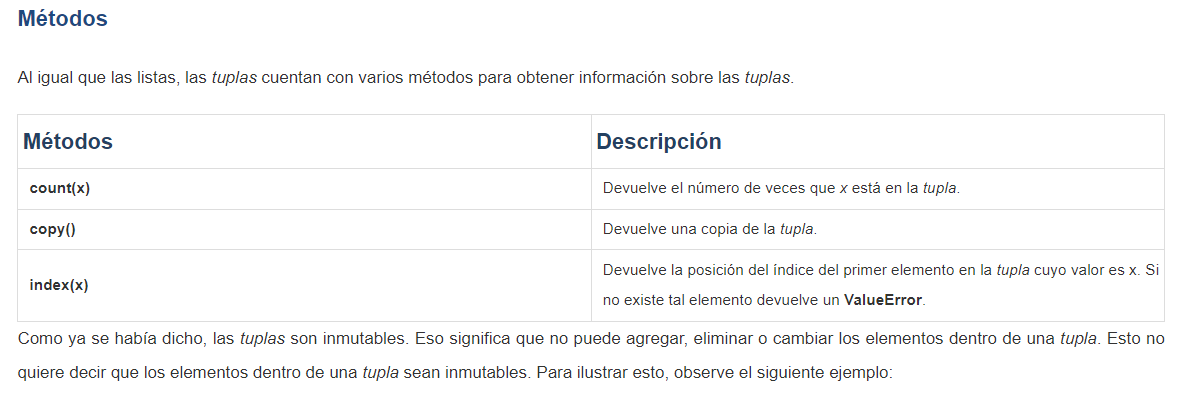 Métodos
Al igual que las listas, las tuplas cuentan con varios métodos para obtener información sobre las tuplas.
Métodos
Descripción
count(x)
Devuelve el número de veces que x está en la tupla.
copy()
Devuelve una copia de la tupla.
index(x)
Devuelve la posición del índice del primer elemento en la tupla cuyo valor es x. Si
no existe tal elemento devuelve un ValueError.
Como ya se había dicho, las tuplas son inmutables. Eso significa que no puede agregar, eliminar o cambiar los elementos dentro de una tupla. Esto no
quiere decir que los elementos dentro de una tupla sean inmutables. Para ilustrar esto, observe el siguiente ejemplo: